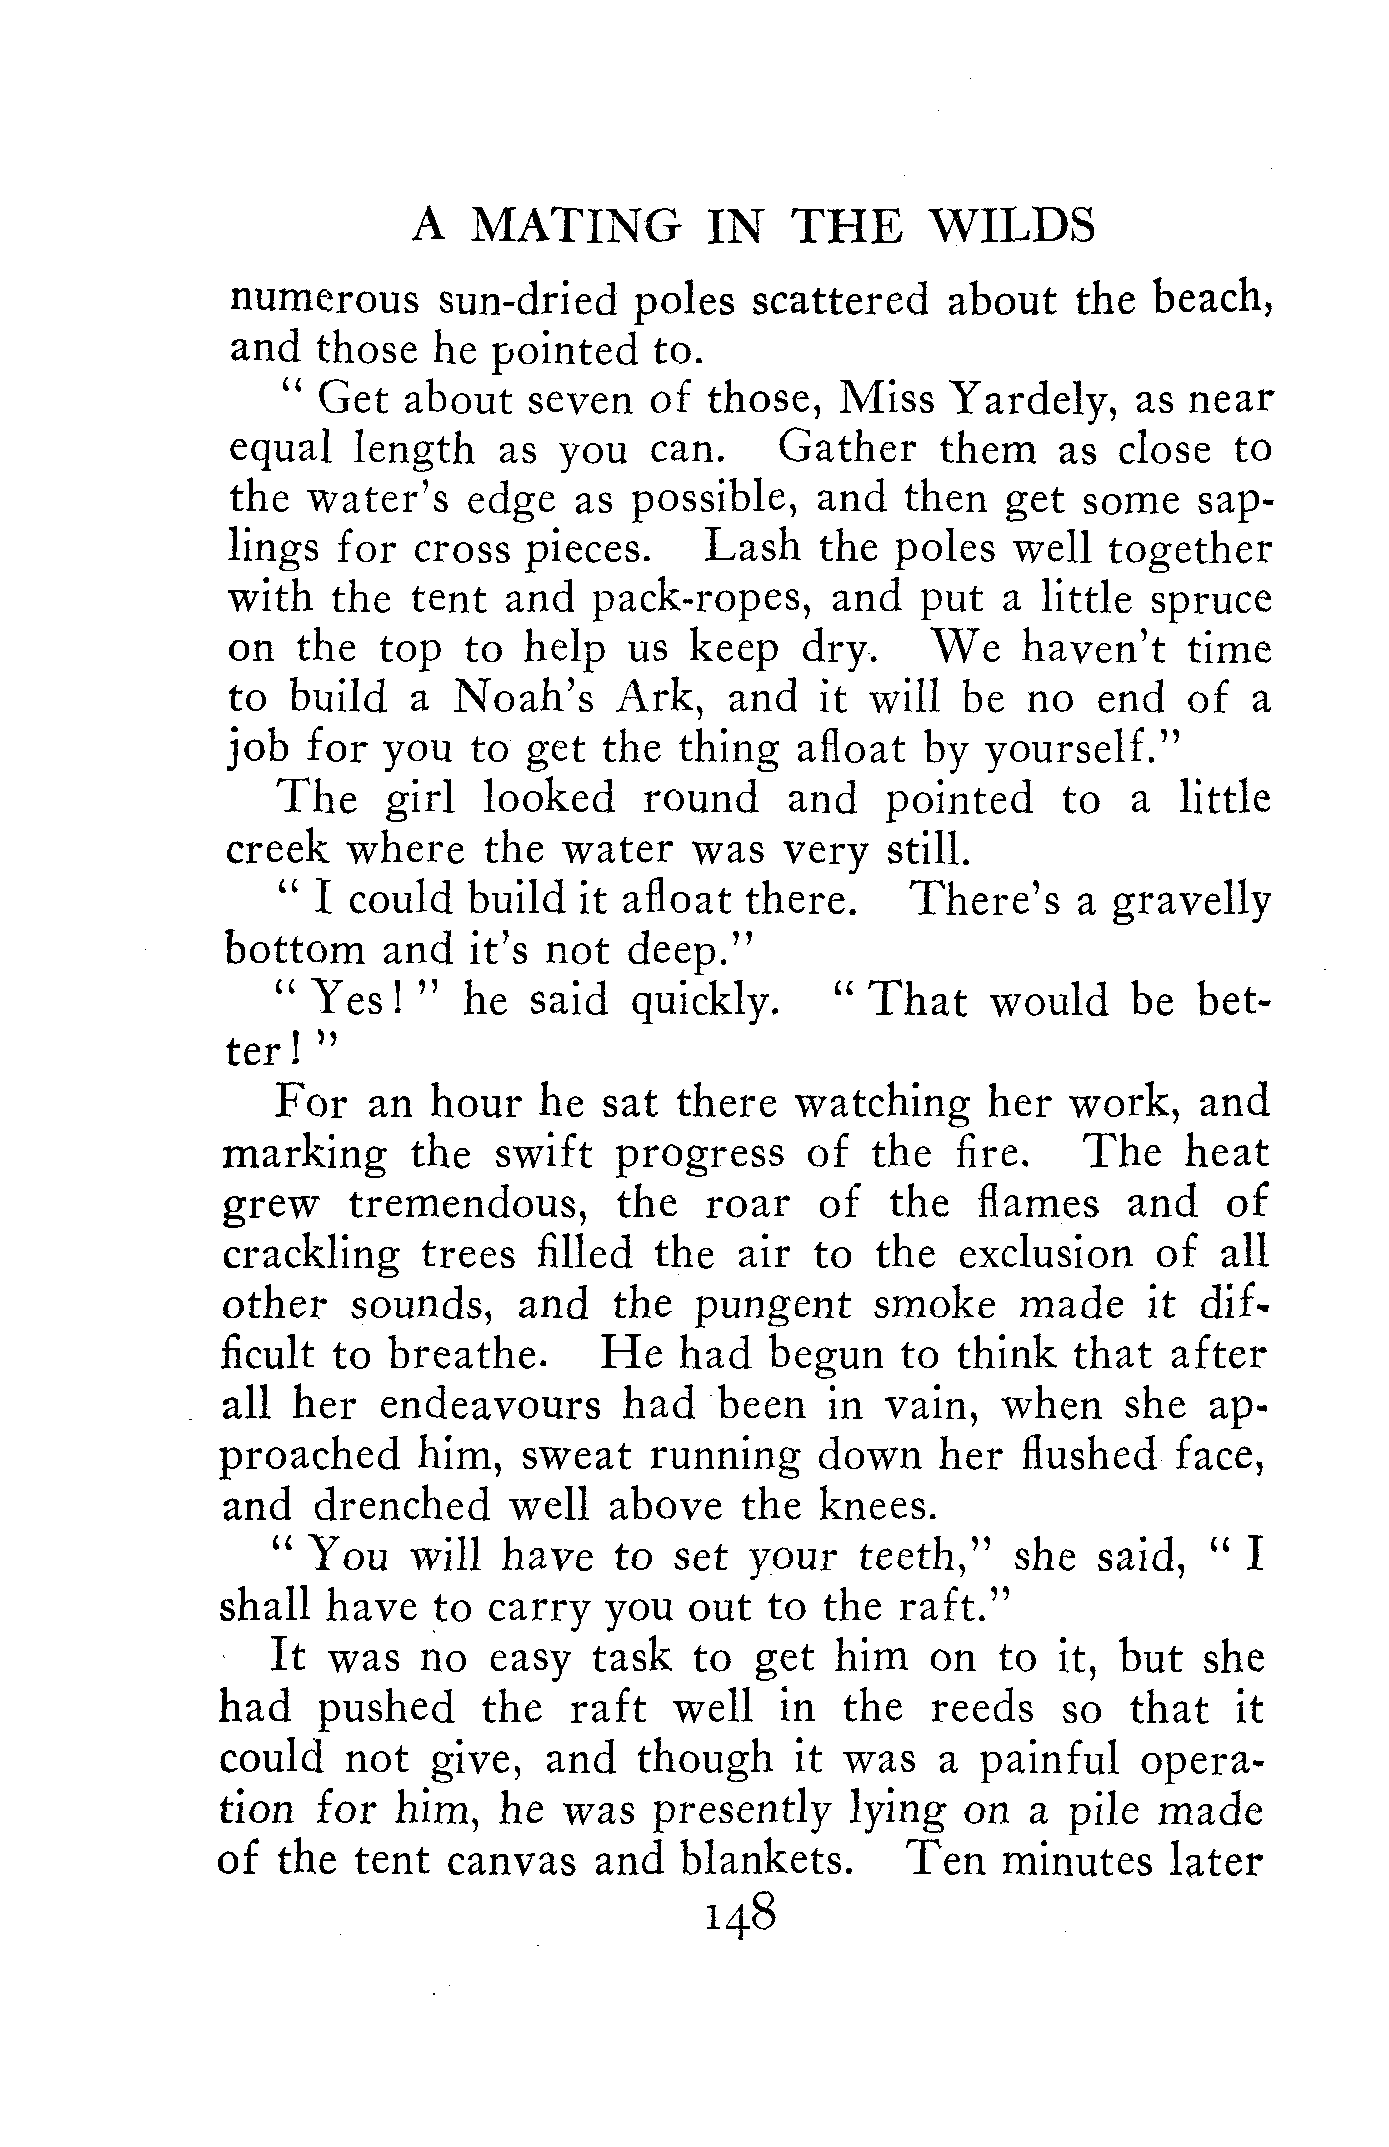 A MATING IN THE WILDS
numerous sun-dried poles scattered about the beach,
and those he pointed to.
“ Get about seven of those, Miss Yardely, as near
equal length as you can. Gather them as close to
the water’s edge as possible, and then get some sap-
lings for cross pieces. Lash the poles well together
with the tent and pack-ropes, and put a little spruce
on the top to help us keep dry. We haven’t time
to build a Noah’s Ark, and it will be no end of a
job for you to get the thing afloat by yourself.”
The girl looked round and pointed to a little
creek where the water was very still.
“ I could build it afloat there. There’s a gravelly
bottom and it’s not deep.”
“ Yes! ” he said quickly. “ That would be bet-
ter! ”
For an hour he sat there watching her work, and
marking the swift progress of the fire. The heat
grew tremendous, the roar of the flames and of
crackling trees filled the air to the exclusion of all
other sounds, and the pungent smoke made it dif-
ficult to breathe. He had begun to think that after
all her endeavours had been in vain, when she ap-
proached him, sweat running down her flushed face,
and drenched well above the knees.
“ You will have to set your teeth,” she said, “ I
shall have to carry you out to the raft.”
It was no easy task to get him on to it, but she
had pushed the raft well in the reeds so that it
could not give, and though it was a painful opera-
tion for him, he was presently lying on a pile made
of the tent canvas and blankets. Ten minutes later
148